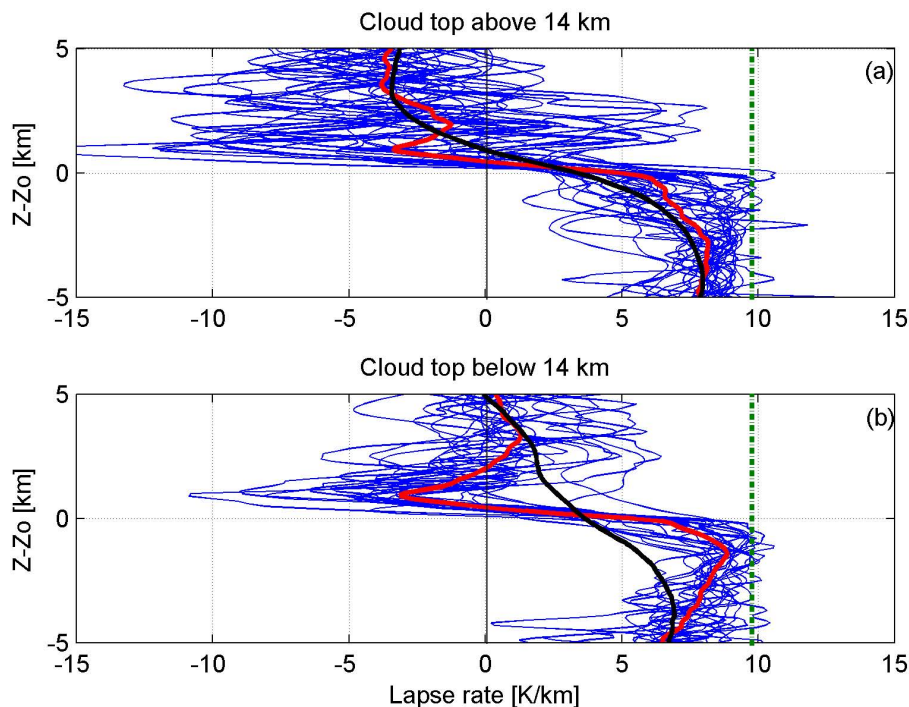 Cloud top above 14 km
(a)
5
0
-5
Z-Zo [km]
-15 -10 -5 0 5 10 15
Cloud top below 14 km
(b)
5
0
-5
Z-Zo [km]
-15 -10 -5 0 5 10 15
Lapse rate [K/km]